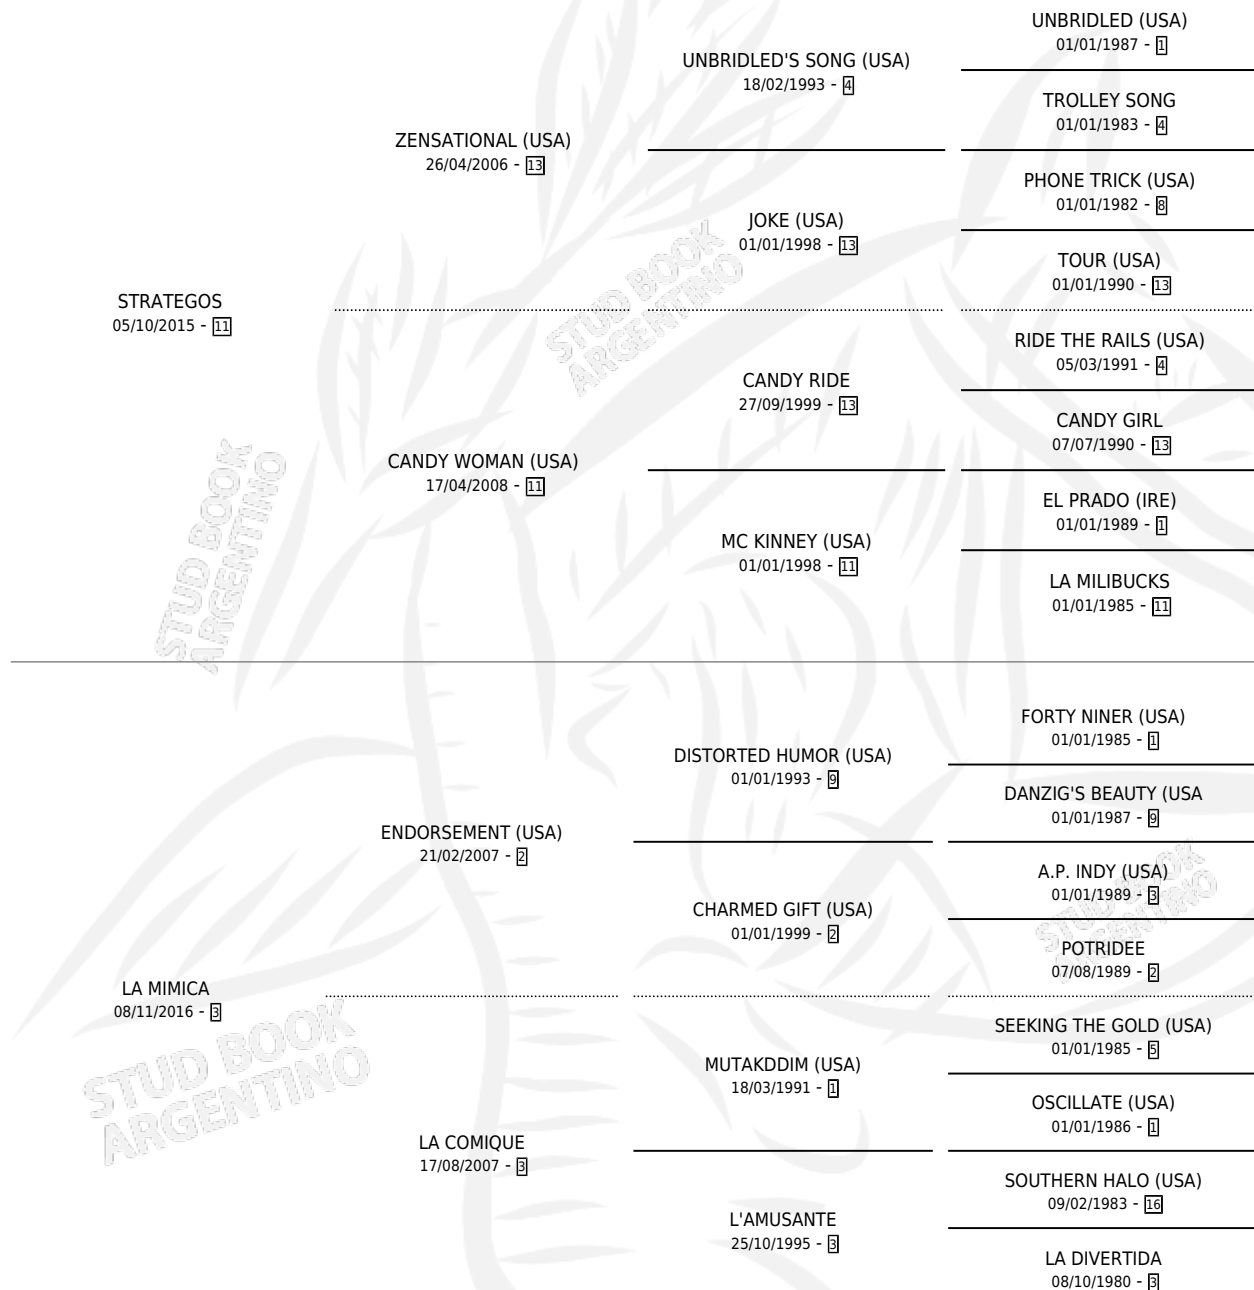 UNBRIDLED (USA)
01/01/1987 - 1
UNBRIDLED'S SONG (USA)
18/02/1993 - 4
TROLLEY SONG
01/01/1983 - 4
ZENSATIONAL (USA)
26/04/2006 - 13
PHONE TRICK (USA)
01/01/1982 - 8
JOKE (USA)
01/01/1998 - 13
TOUR (USA)
01/01/1990 - 13
STRATEGOS
05/10/2015 - 11
RIDE THE RAILS (USA)
05/03/1991 - 4
CANDY RIDE
27/09/1999 - 13
CANDY GIRL
07/07/1990 - 13
CANDY WOMAN (USA)
17/04/2008 - 11
EL PRADO (IRE)
01/01/1989 - 1
MC KINNEY (USA)
01/01/1998 - 11
LA MILIBUCKS
01/01/1985 - 11
FORTY NINER (USA)
01/01/1985 - 1
DISTORTED HUMOR (USA)
01/01/1993 - 9
DANZIG'S BEAUTY (USA
01/01/1987 - 9
ENDORSEMENT (USA)
21/02/2007 - 2
A.P. INDY (USA)
01/01/1989 - 3
CHARMED GIFT (USA)
01/01/1999 - 2
POTRIDEE
07/08/1989 - 2
LA MIMICA
08/11/2016 - 3
SEEKING THE GOLD (USA)
01/01/1985 - 5
MUTAKDDIM (USA)
18/03/1991 - 1
OSCILLATE (USA)
01/01/1986 - 1
LA COMIQUE
17/08/2007 - 3
SOUTHERN HALO (USA)
09/02/1983 - 16
L'AMUSANTE
25/10/1995 - 3
LA DIVERTIDA
08/10/1980 - 3
STUD BOOK
ARGENTINO
STUD BOOK
ARGENTINO
STUD BOOK
ARGENTINO
STUD BOOK
ARGENTINO